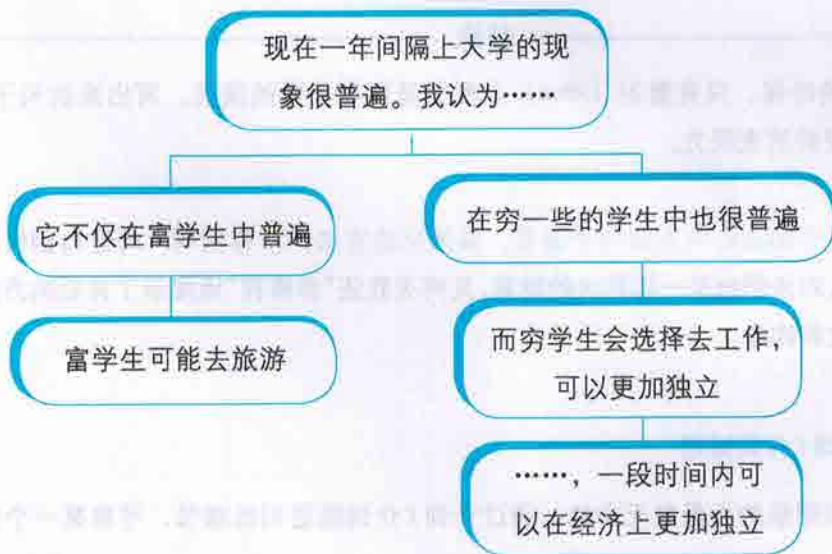 现在一年间隔上大学的现
象很普遍。我认为……
它不仅在富学生中普遍
在穷一些的学生中也很普遍
富学生可能去旅游
而穷学生会选择去工作，
可以更加独立
……，一段时间内可
以在经济上更加独立